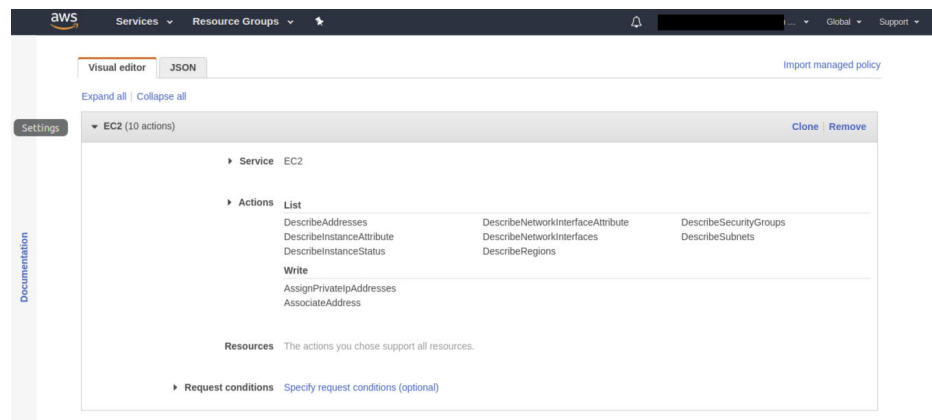 aws Services Resource Groups Global Support
Visual editor JSON Import managed policy
Expand all | Collapse all
Settings
EC2 (10 actions) Clone | Remove
Service EC2
Actions List
DescribeAddresses DescribeNetworkInterfaceAttribute DescribeSecurityGroups
DescribeInstanceAttribute DescribeNetworkInterfaces DescribeSubnets
DescribeInstanceStatus DescribeRegions
Write
AssignPrivateIpAddresses
AssociateAddress
Documentation
Resources The actions you chose support all resources.
Request conditions Specify request conditions (optional)